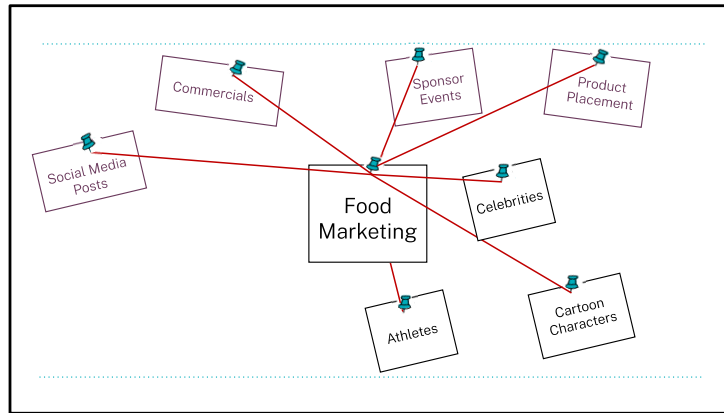 Commercials
Sponsor
Events
Product
Placement
Social Media
Posts
Food
Marketing
Celebrities
Athletes
Cartoon
Characters